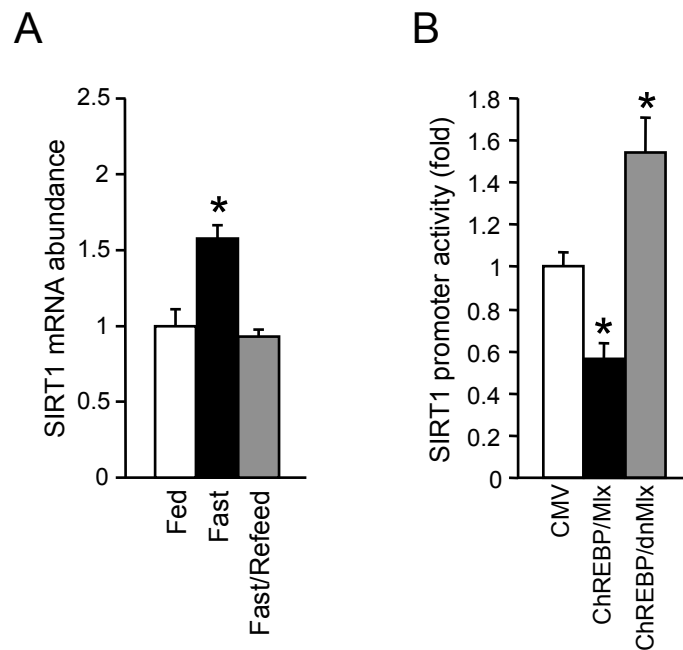 A
SIRT1 mRNA abundance
2.5
2
1.5
1
0.5
0
*
Fed
Fast
Fast/Refeed
B
SIRT1 promoter activity (fold)
1.8
1.6
1.4
1.2
1
0.8
0.6
0.4
0.2
0
*
*
CMV
ChREBP/Mlx
ChREBP/dnMlx